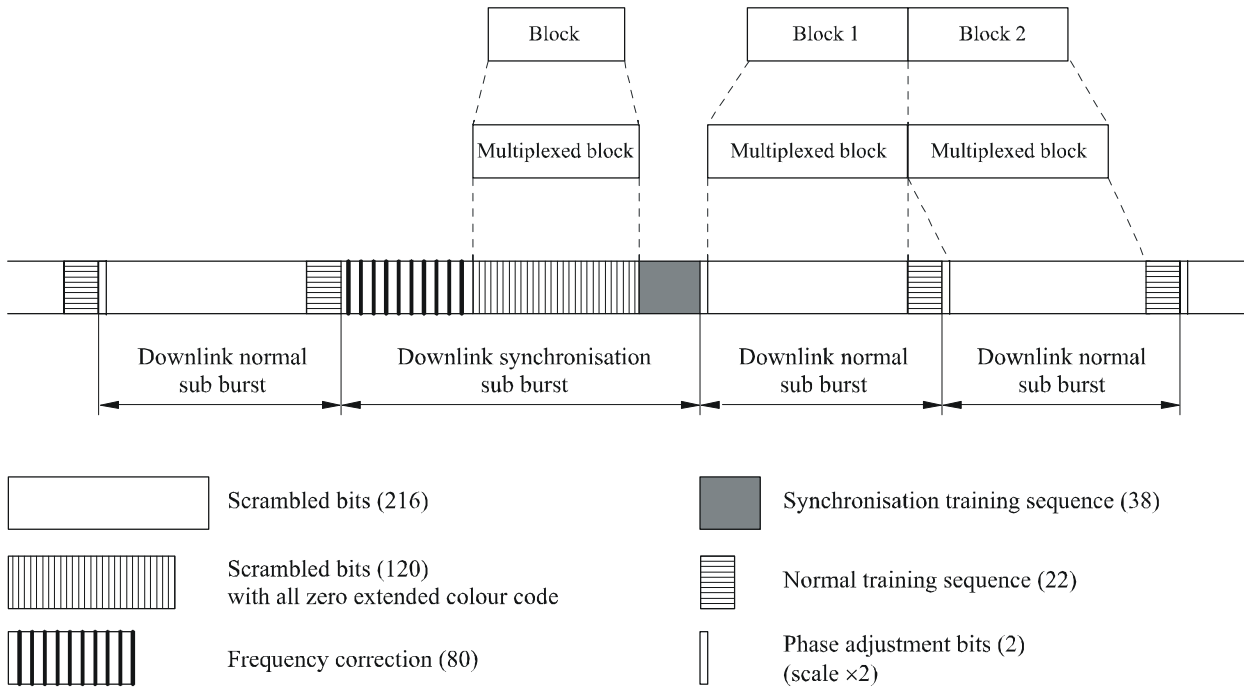 Block
Block 1
Block 2
Multiplexed block
Multiplexed block
Multiplexed block
Downlink normal
sub burst
Downlink synchronisation
sub burst
Downlink normal
sub burst
Downlink normal
sub burst
Scrambled bits (216)
Synchronisation training sequence (38)
Scrambled bits (120)
with all zero extended colour code
Normal training sequence (22)
Frequency correction (80)
Phase adjustment bits (2)
(scale ×2)